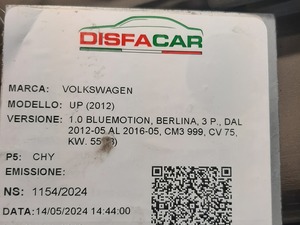 DISFACAR
MARCA: VOLKSWAGEN
MODELLO: UP (2012)
VERSIONE: 1.0 BLUEMOTION, BERLINA, 3 P., DAL
2012-05 AL 2016-05, CM3 999, CV 75,
KW.
P5: CHY
EMISSIONE:
NS: 1154/2024
DATA:14/05/2024 14:44:00